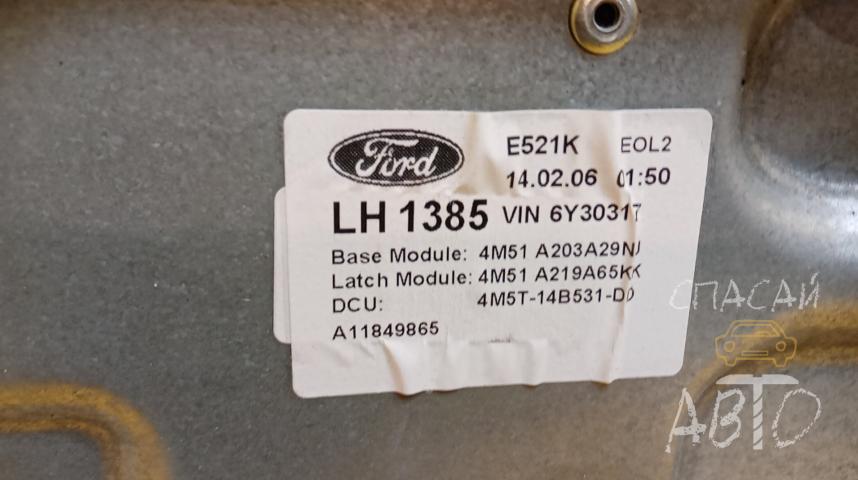 Ford E521K EOL2
14.02.06 01:50
LH 1385 VIN 6Y30317
Base Module: 4M51 A203A29NJ
Latch Module: 4M51 A219A65KK
DCU: 4M5T-14B531-DD
A11849865
СПАСАЙ
АВТО